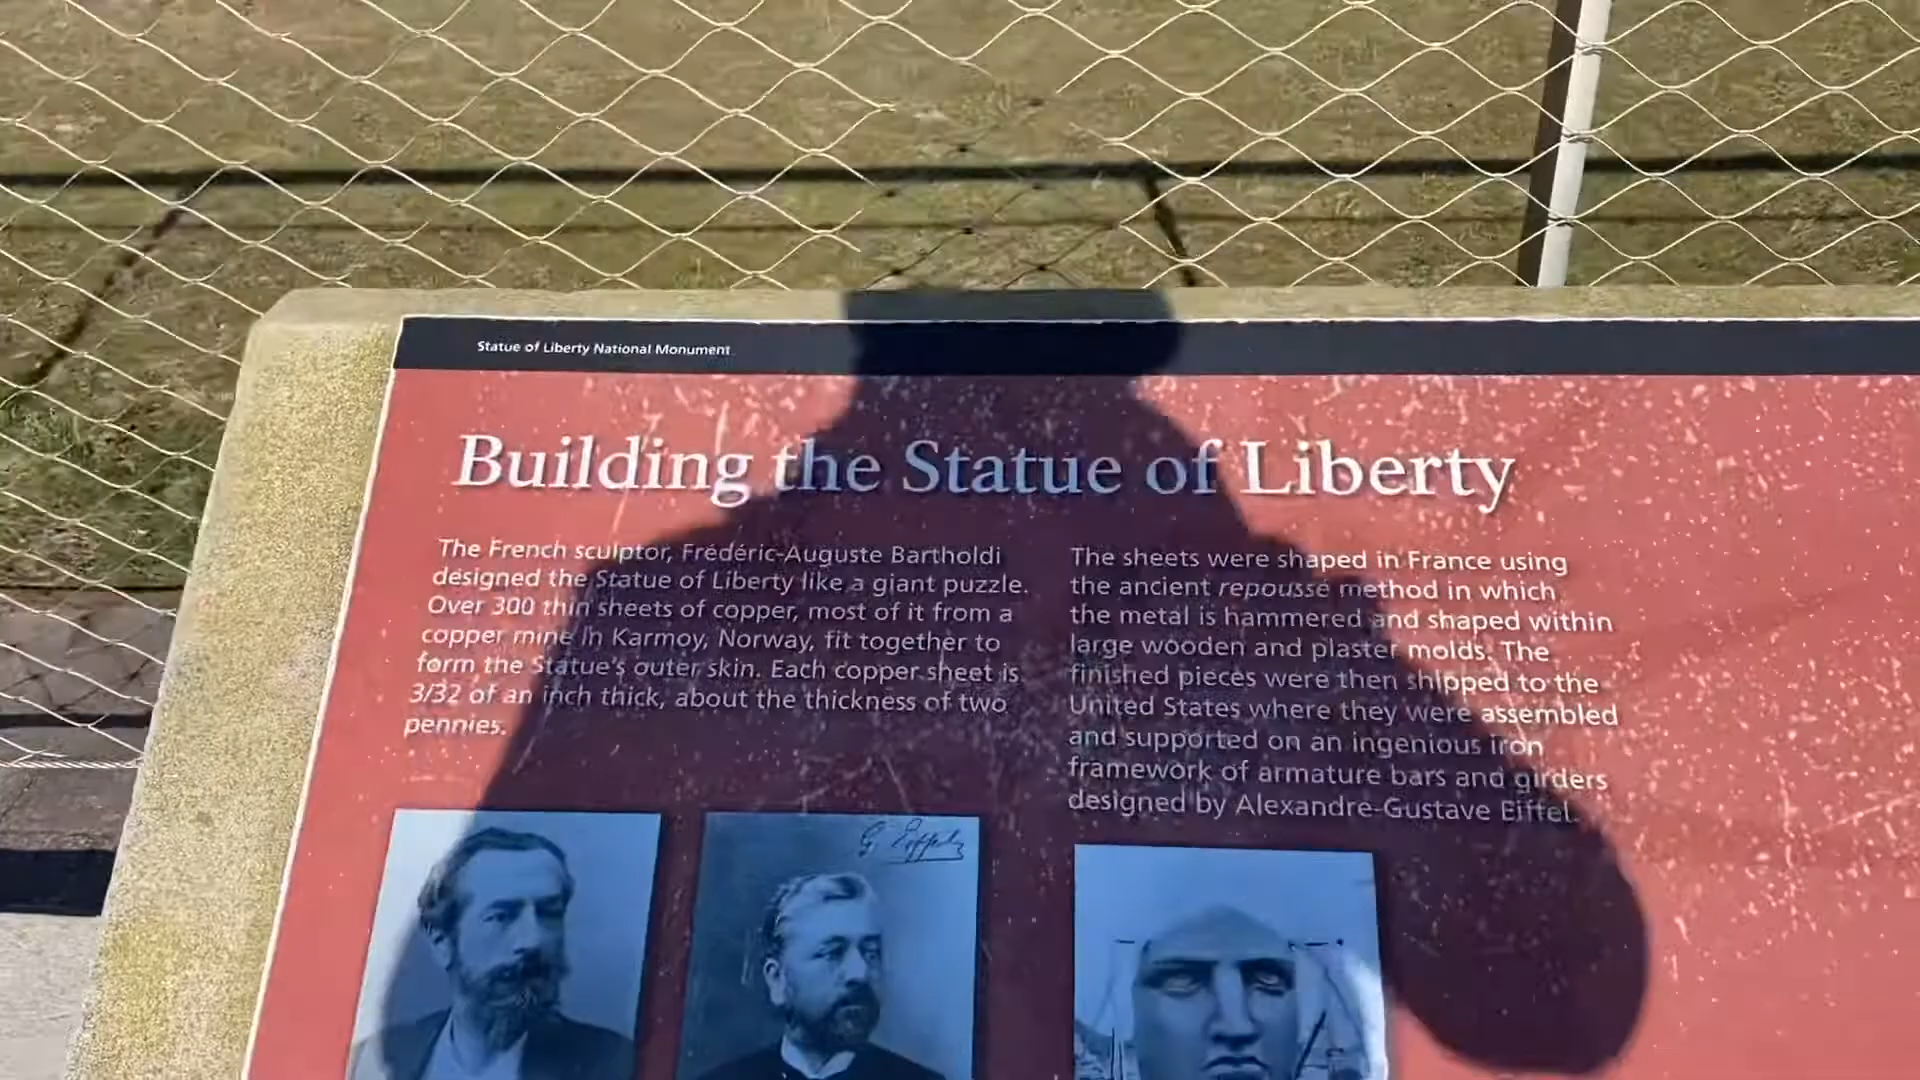 Statue of Liberty National Monument
Building the Statue of Liberty
The French sculptor, Frédéric-Auguste Bartholdi
designed the Statue of Liberty like a giant puzzle.
Over 300 thin sheets of copper, most of it from a
copper mine in Karmoy, Norway, fit together to
form the Statue's outer skin. Each copper sheet is
3/32 of an inch thick, about the thickness of two
pennies.
The sheets were shaped in France using
the ancient repoussé method in which
the metal is hammered and shaped within
large wooden and plaster molds. The
finished pieces were then shipped to the
United States where they were assembled
and supported on an ingenious iron
framework of armature bars and girders
designed by Alexandre-Gustave Eiffel.
G. Eiffel